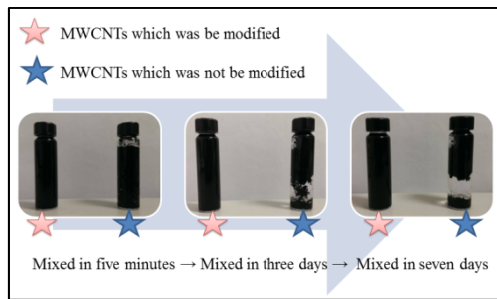 MWCNTs which was be modified
MWCNTs which was not be modified
Mixed in five minutes → Mixed in three days → Mixed in seven days